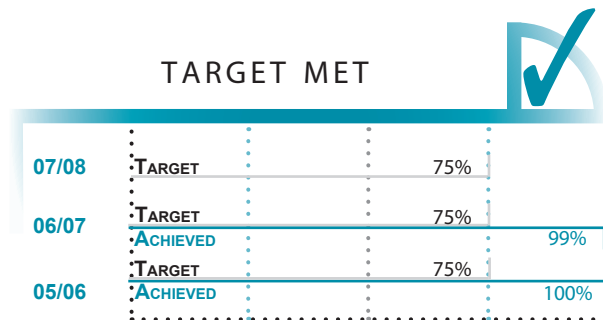 TARGET MET
07/08 TARGET 75%
06/07 TARGET 75%
ACHIEVED 99%
TARGET 75%
05/06 ACHIEVED 100%